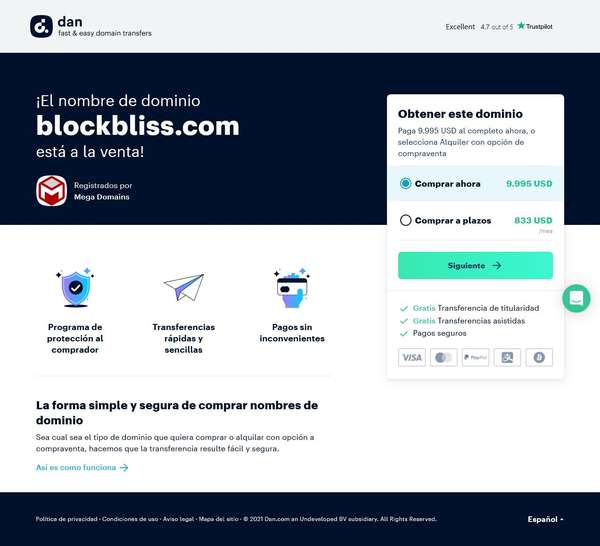 dan
fast & easy domain transfers
Excellent 4.7 out of 5 Trustpilot
¡El nombre de dominio
blockbliss.com
está a la venta!
Registrados por
Mega Domains
Obtener este dominio
Paga 9.995 USD al completo ahora, o
selecciona Alquiler con opción de
compraventa
Comprar ahora 9.995 USD
Comprar a plazos 833 USD
/mes
Siguiente
Gratis Transferencia de titularidad
Gratis Transferencias asistidas
Pagos seguros
VISA PayPal
Programa de
protección al
comprador
Transferencias
rápidas y
sencillas
Pagos sin
inconvenientes
La forma simple y segura de comprar nombres de
dominio
Sea cual sea el tipo de dominio que quiera comprar o alquilar con opción a
compraventa, hacemos que la transferencia resulte fácil y segura.
Así es como funciona
Política de privacidad · Condiciones de uso · Aviso legal · Mapa del sitio · © 2021 Dan.com an Undeveloped BV subsidiary. All Rights Reserved.
Español